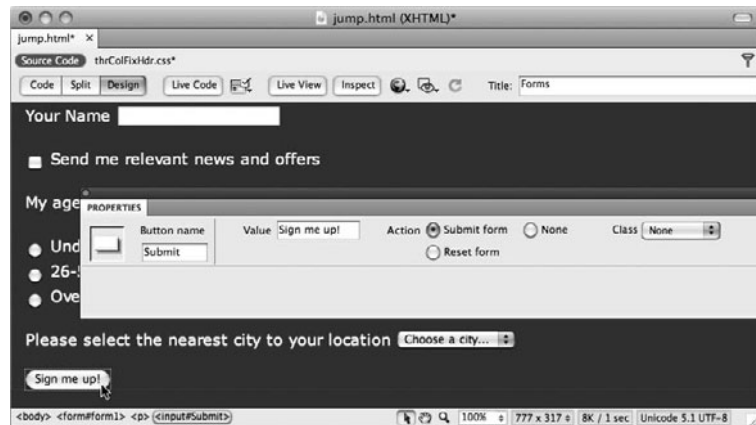 jump.html (XHTML)*
jump.html* ×
Source Code thrColFixHdr.css*
Code Split Design Live Code Live View Inspect Title: Forms
Your Name
Send me relevant news and offers
My age
PROPERTIES
Button name Value Sign me up! Action Submit form None Class None
Submit Reset form
Und
26-
Ove
Please select the nearest city to your location Choose a city...
Sign me up!
<body> <form#form1> <p> <input#Submit> 100% 777 x 317 8K / 1 sec Unicode 5.1 UTF-8